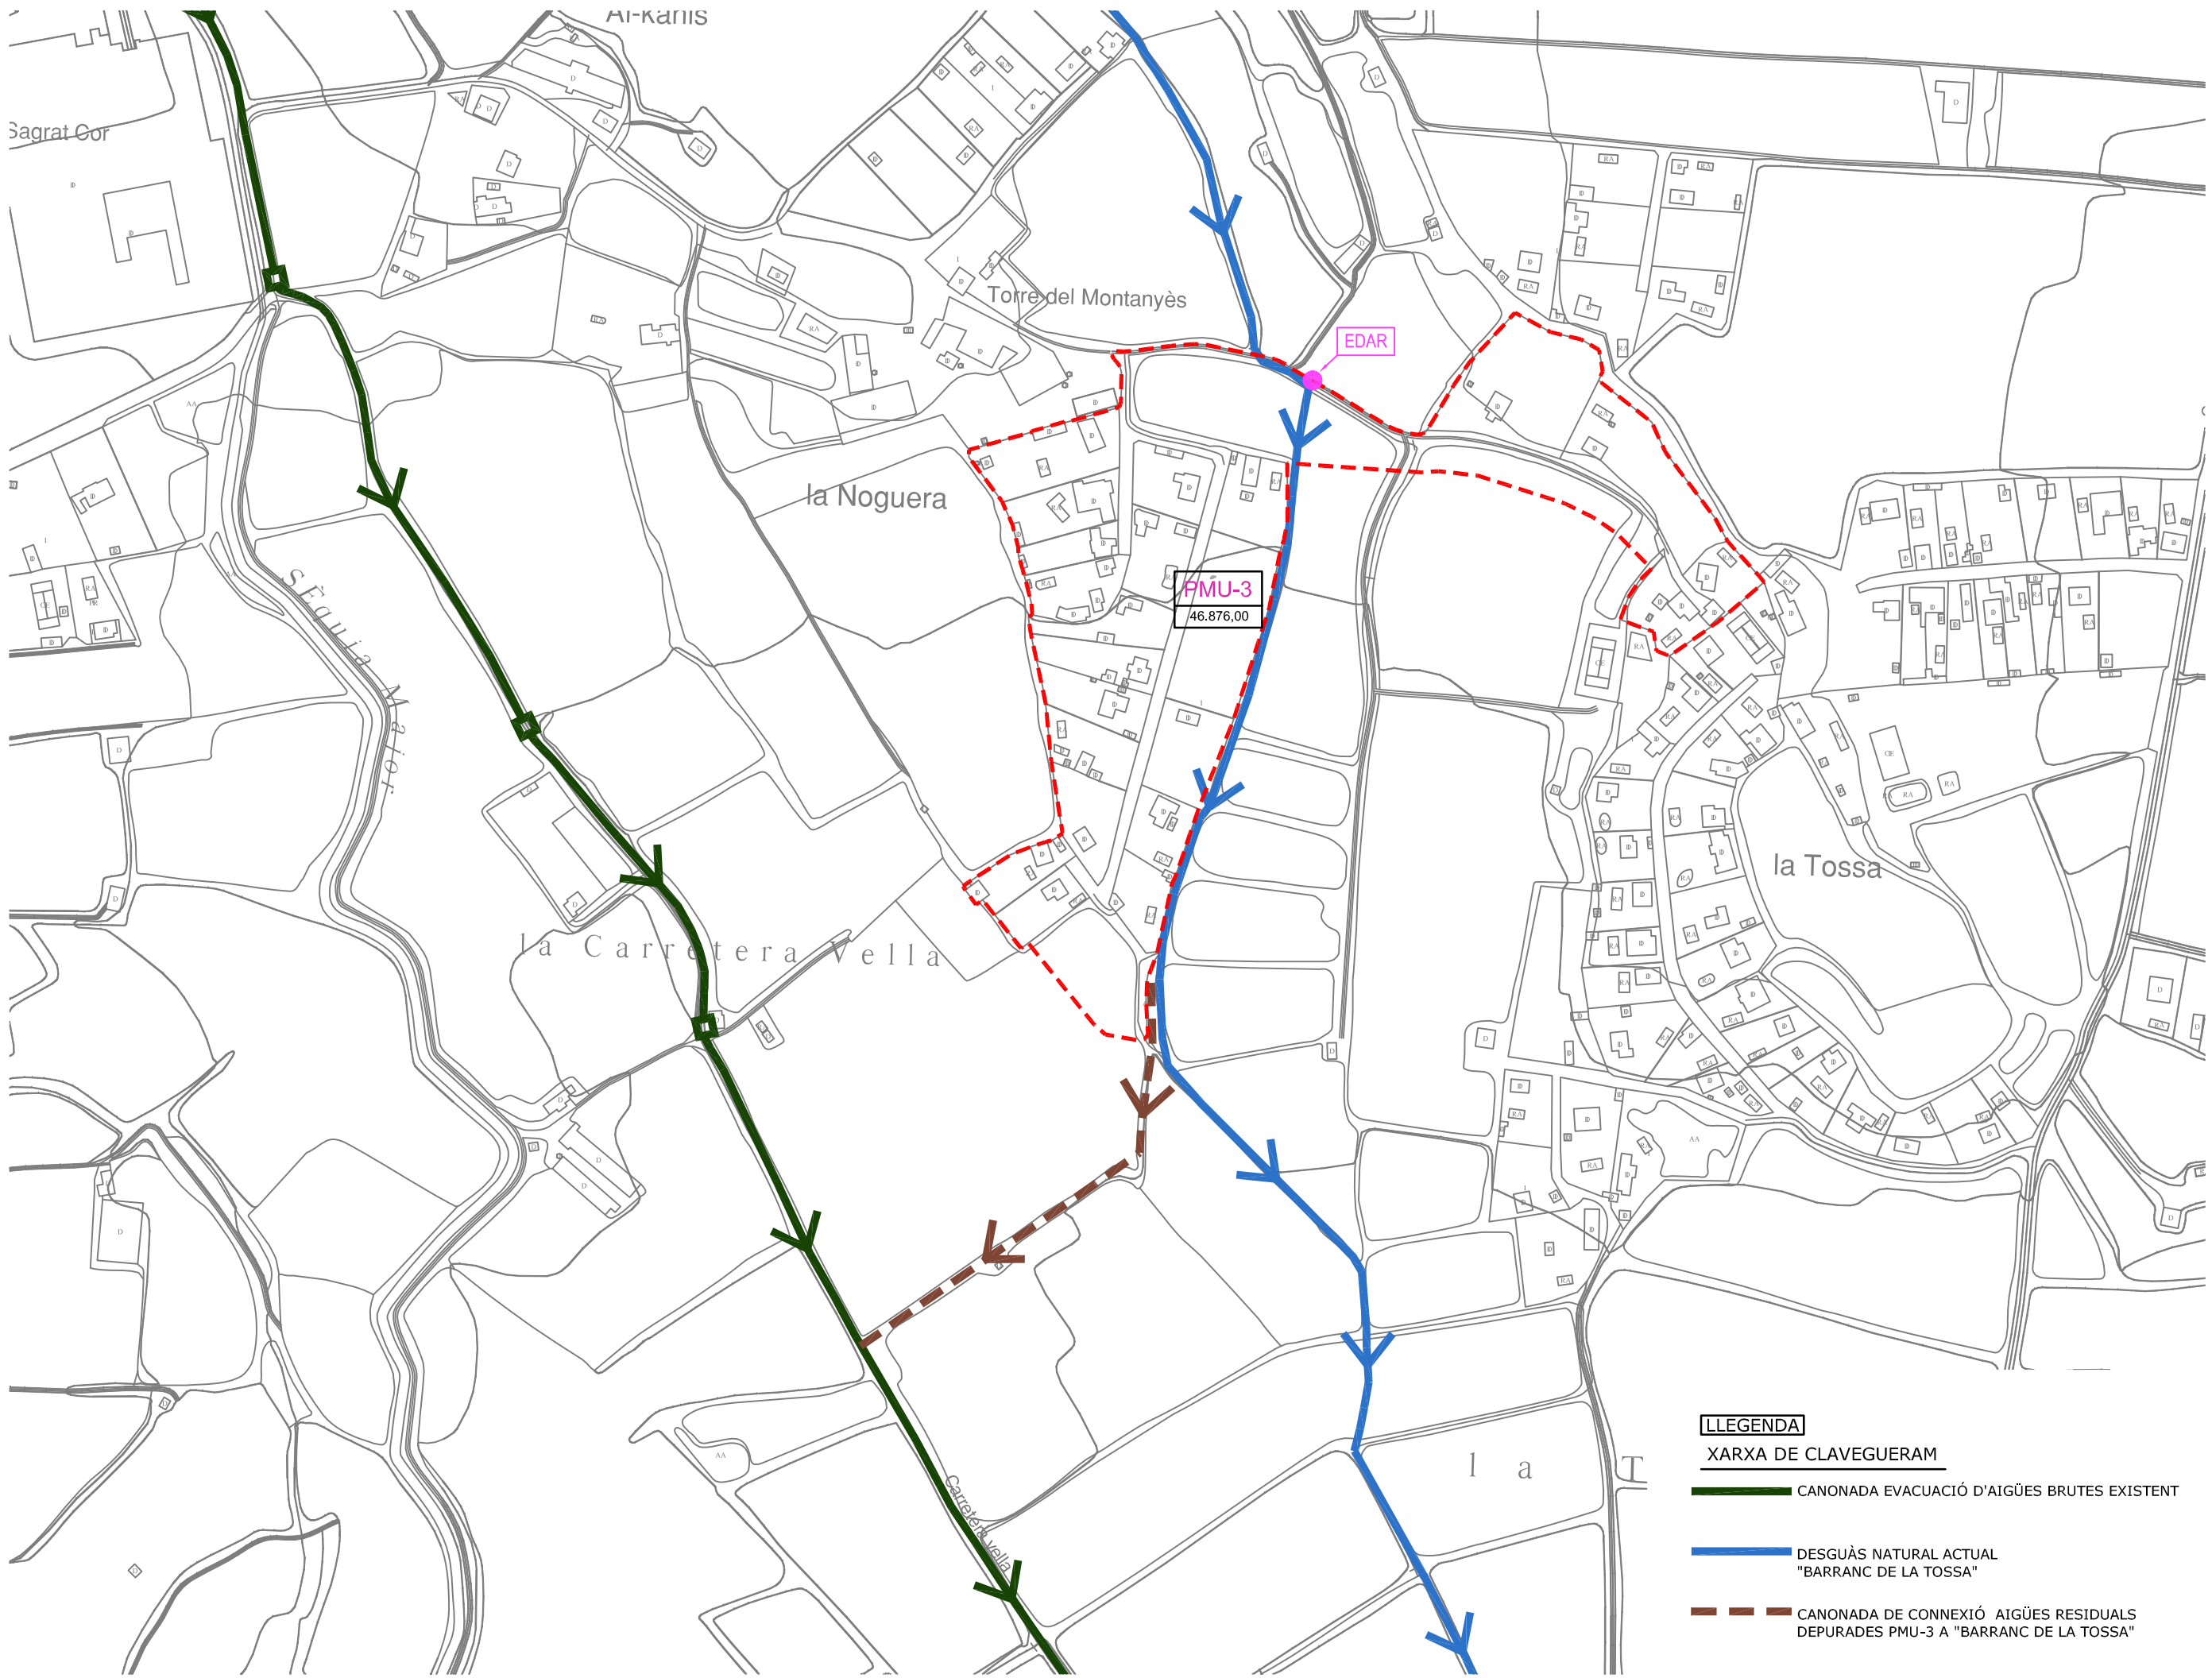 Al-kanís
Sagrat Cor
Torre del Montanyès
EDAR
la Noguera
PMU-3
46.876,00
Sèquia Major
la Tossa
la Carretera Vella
Carretera vella
la T
LLEGENDA
XARXA DE CLAVEGUERAM
CANONADA EVACUACIÓ D'AIGÜES BRUTES EXISTENT
DESGUÀS NATURAL ACTUAL
"BARRANC DE LA TOSSA"
CANONADA DE CONNEXIÓ AIGÜES RESIDUALS
DEPURADES PMU-3 A "BARRANC DE LA TOSSA"